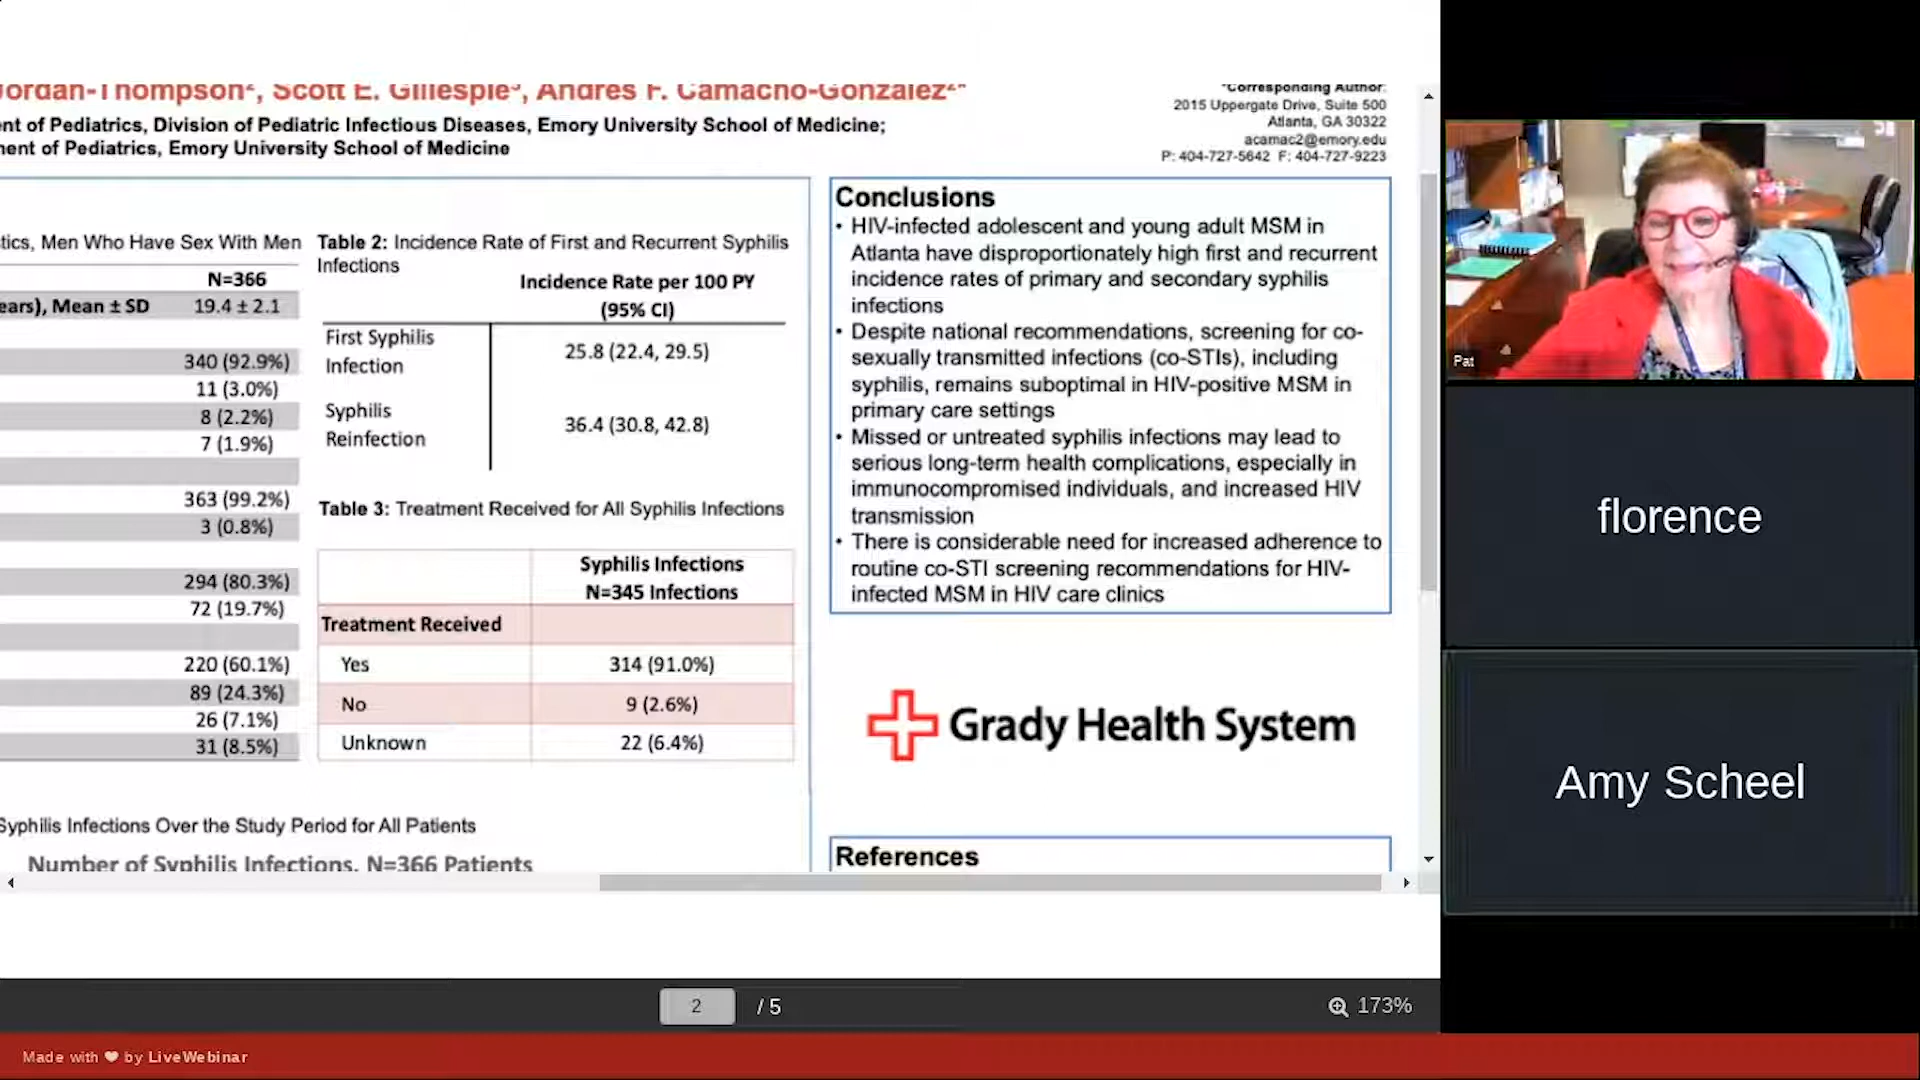 Jordan-Thompson², Scott E. Gillespie³, Andres F. Camacho-Gonzalez²*
nt of Pediatrics, Division of Pediatric Infectious Diseases, Emory University School of Medicine;
nent of Pediatrics, Emory University School of Medicine
*Corresponding Author:
2015 Uppergate Drive, Suite 500
Atlanta, GA 30322
acamac2@emory.edu
P: 404-727-5642 F: 404-727-9223
tics, Men Who Have Sex With Men
N=366
ears), Mean ± SD 19.4 ± 2.1
340 (92.9%)
11 (3.0%)
8 (2.2%)
7 (1.9%)
363 (99.2%)
3 (0.8%)
294 (80.3%)
72 (19.7%)
220 (60.1%)
89 (24.3%)
26 (7.1%)
31 (8.5%)
Table 2: Incidence Rate of First and Recurrent Syphilis
Infections
Incidence Rate per 100 PY
(95% CI)
First Syphilis
Infection
25.8 (22.4, 29.5)
Syphilis
Reinfection
36.4 (30.8, 42.8)
Table 3: Treatment Received for All Syphilis Infections
Syphilis Infections
N=345 Infections
Treatment Received
Yes 314 (91.0%)
No 9 (2.6%)
Unknown 22 (6.4%)
Syphilis Infections Over the Study Period for All Patients
Number of Syphilis Infections, N=366 Patients
Conclusions
• HIV-infected adolescent and young adult MSM in
Atlanta have disproportionately high first and recurrent
incidence rates of primary and secondary syphilis
infections
• Despite national recommendations, screening for co-
sexually transmitted infections (co-STIs), including
syphilis, remains suboptimal in HIV-positive MSM in
primary care settings
• Missed or untreated syphilis infections may lead to
serious long-term health complications, especially in
immunocompromised individuals, and increased HIV
transmission
• There is considerable need for increased adherence to
routine co-STI screening recommendations for HIV-
infected MSM in HIV care clinics
Grady Health System
References
Pat
florence
Amy Scheel
2 / 5
173%
Made with ❤ by LiveWebinar